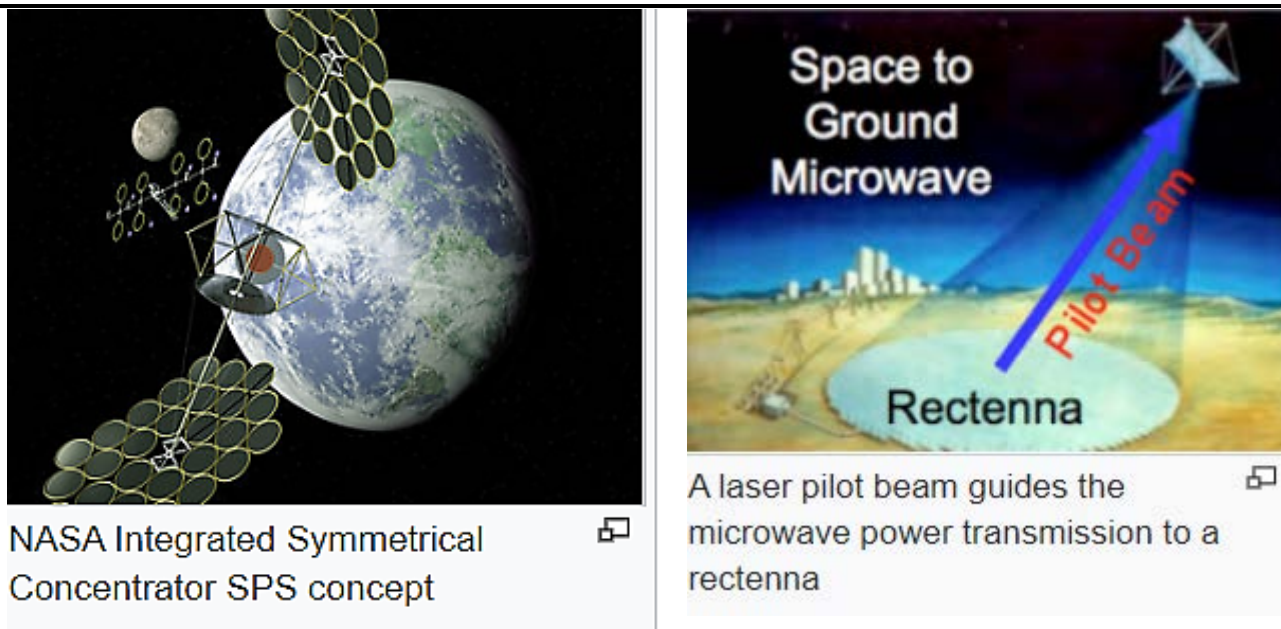 NASA Integrated Symmetrical
Concentrator SPS concept
Space to
Ground
Microwave
Pilot Beam
Rectenna
A laser pilot beam guides the
microwave power transmission to a
rectenna